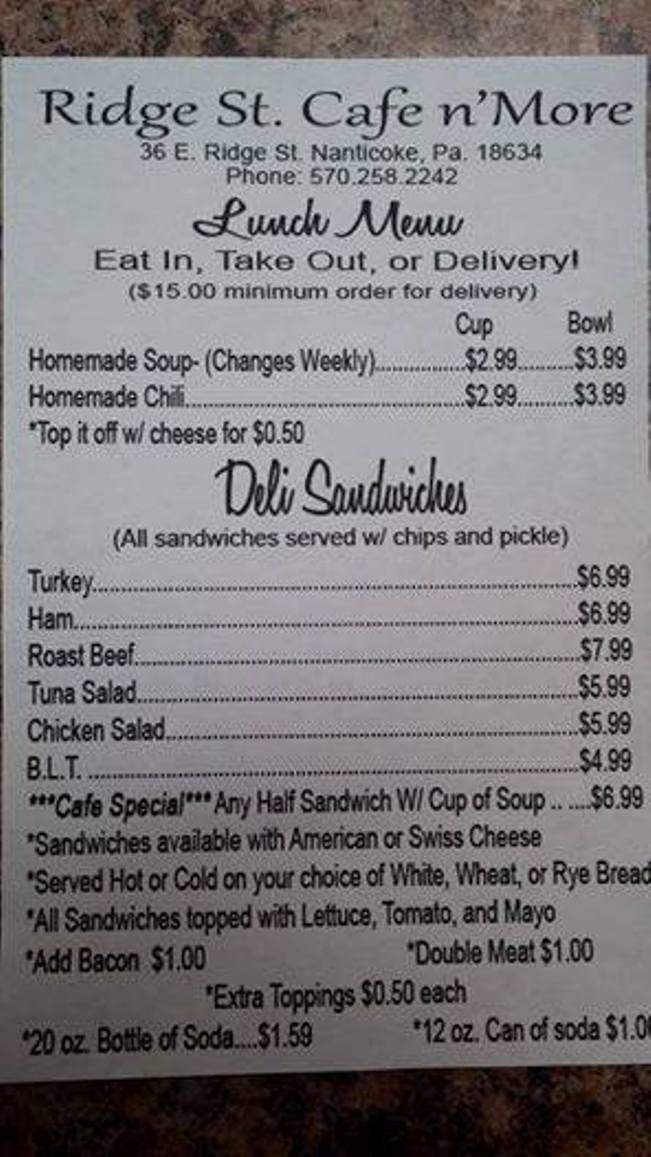 Ridge St. Cafe n'More
36 E. Ridge St. Nanticoke, Pa. 18634
Phone: 570.258.2242
Lunch Menu
Eat In, Take Out, or Delivery!
($15.00 minimum order for delivery)
Cup Bowl
Homemade Soup- (Changes Weekly)................$2.99..........$3.99
Homemade Chili..................................................$2.99..........$3.99
*Top it off w/ cheese for $0.50
Deli Sandwiches
(All sandwiches served w/ chips and pickle)
Turkey.......................................................................................$6.99
Ham..........................................................................................$6.99
Roast Beef................................................................................$7.99
Tuna Salad...............................................................................$5.99
Chicken Salad..........................................................................$5.99
B.L.T. .......................................................................................$4.99
***Cafe Special*** Any Half Sandwich W/ Cup of Soup .. ....$6.99
*Sandwiches available with American or Swiss Cheese
*Served Hot or Cold on your choice of White, Wheat, or Rye Bread
*All Sandwiches topped with Lettuce, Tomato, and Mayo
*Add Bacon $1.00 *Double Meat $1.00
*Extra Toppings $0.50 each
*20 oz. Bottle of Soda....$1.59 *12 oz. Can of soda $1.0